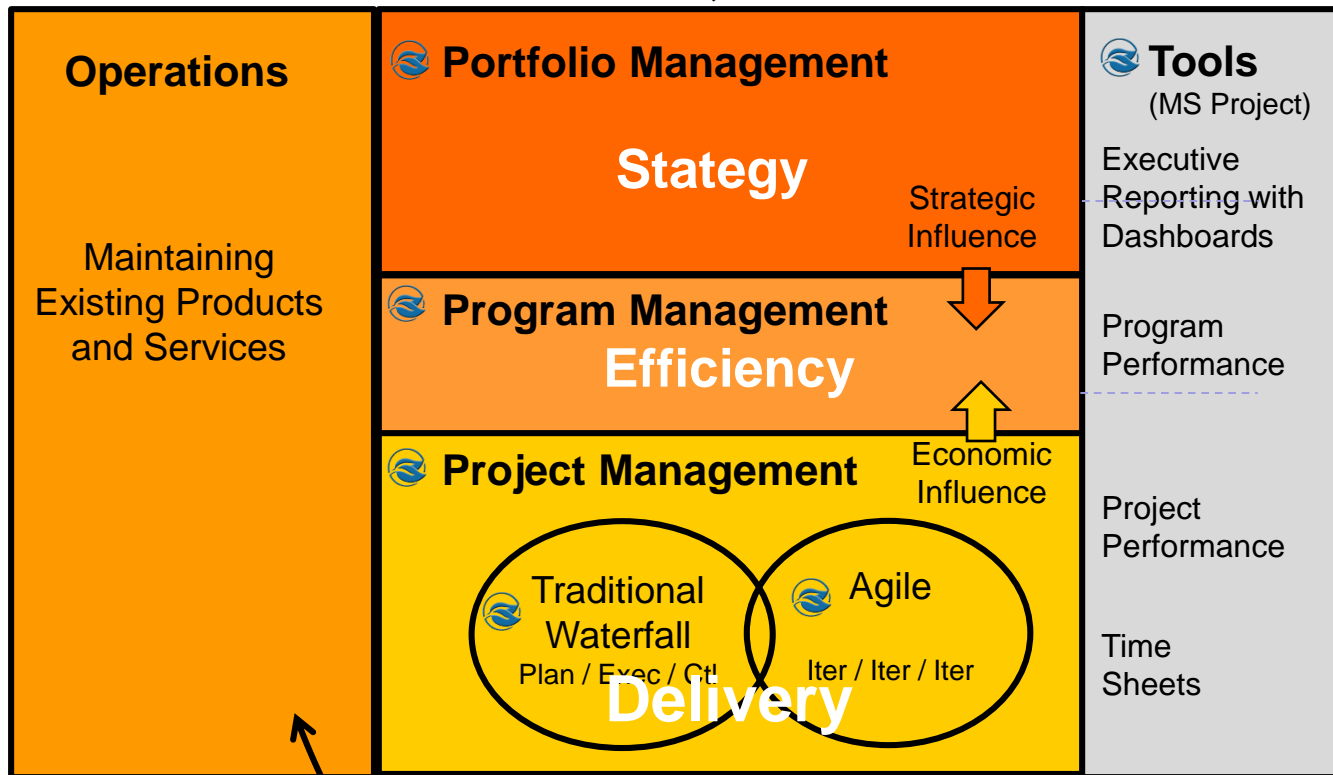 Operations
Maintaining
Existing Products
and Services
Portfolio Management
Stategy
Strategic
Influence
Program Management
Efficiency
Project Management
Economic
Influence
Traditional
Waterfall
Plan / Exec / Ctl
Agile
Iter / Iter / Iter
Delivery
Tools
(MS Project)
Executive
Reporting with
Dashboards
Program
Performance
Project
Performance
Time
Sheets